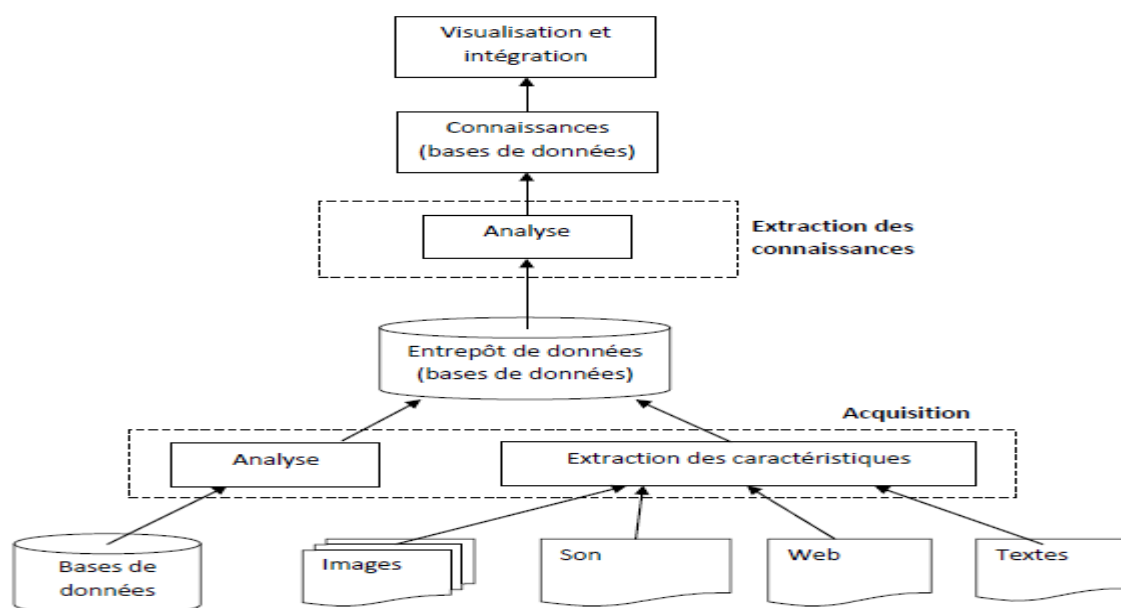 Visualisation et
intégration
Connaissances
(bases de données)
Analyse
Extraction des
connaissances
Entrepôt de données
(bases de données)
Acquisition
Analyse
Extraction des caractéristiques
Bases de
données
Images
Son
Web
Textes